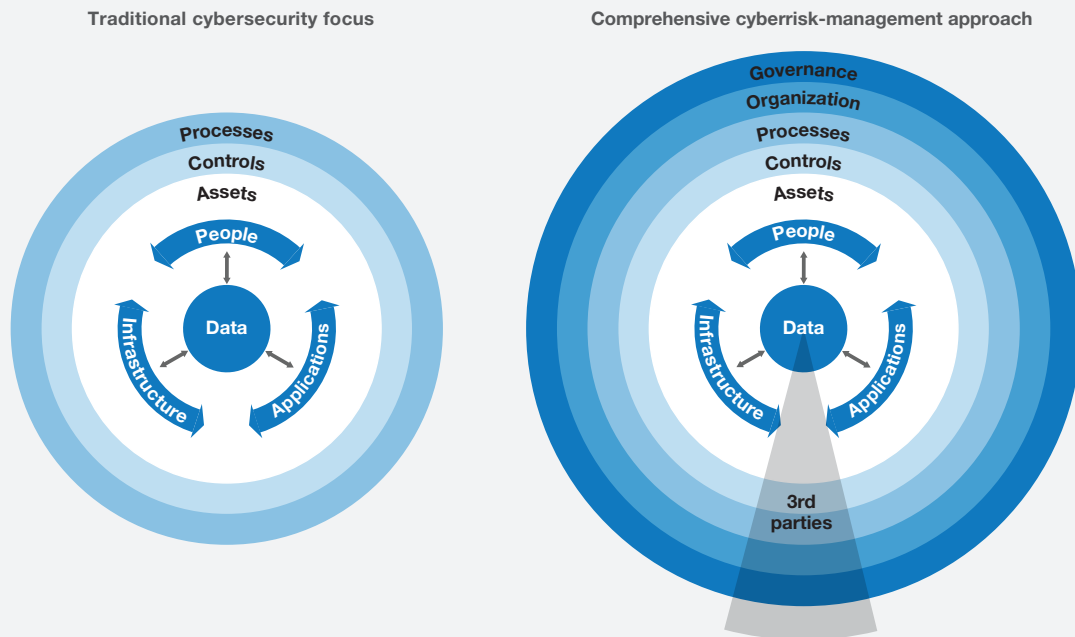 Traditional cybersecurity focus
Processes
Controls
Assets
People
Data
Infrastructure
Applications
Comprehensive cyberrisk-management approach
Governance
Organization
Processes
Controls
Assets
People
Data
Infrastructure
Applications
3rd
parties